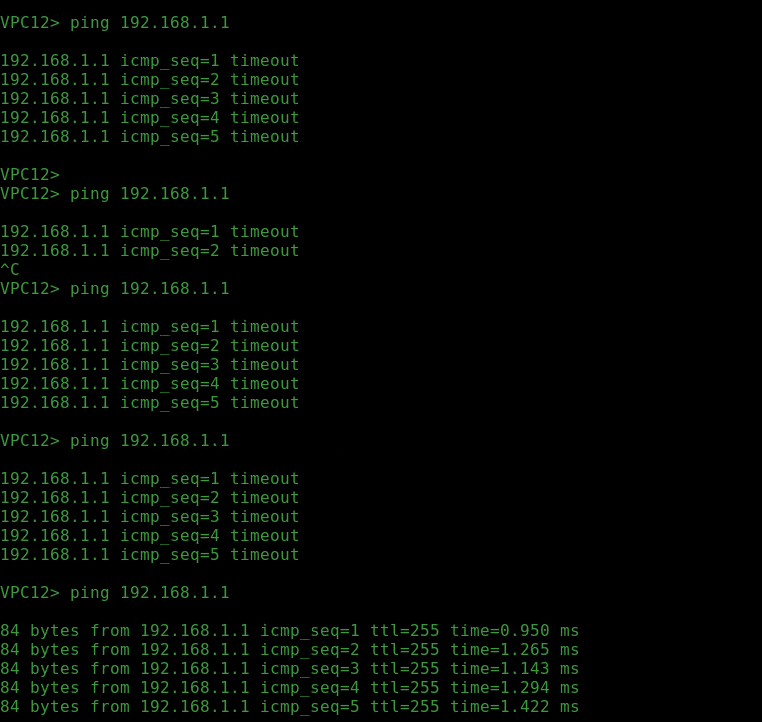 VPC12> ping 192.168.1.1
192.168.1.1 icmp_seq=1 timeout
192.168.1.1 icmp_seq=2 timeout
192.168.1.1 icmp_seq=3 timeout
192.168.1.1 icmp_seq=4 timeout
192.168.1.1 icmp_seq=5 timeout
VPC12>
VPC12> ping 192.168.1.1
192.168.1.1 icmp_seq=1 timeout
192.168.1.1 icmp_seq=2 timeout
^C
VPC12> ping 192.168.1.1
192.168.1.1 icmp_seq=1 timeout
192.168.1.1 icmp_seq=2 timeout
192.168.1.1 icmp_seq=3 timeout
192.168.1.1 icmp_seq=4 timeout
192.168.1.1 icmp_seq=5 timeout
VPC12> ping 192.168.1.1
192.168.1.1 icmp_seq=1 timeout
192.168.1.1 icmp_seq=2 timeout
192.168.1.1 icmp_seq=3 timeout
192.168.1.1 icmp_seq=4 timeout
192.168.1.1 icmp_seq=5 timeout
VPC12> ping 192.168.1.1
84 bytes from 192.168.1.1 icmp_seq=1 ttl=255 time=0.950 ms
84 bytes from 192.168.1.1 icmp_seq=2 ttl=255 time=1.265 ms
84 bytes from 192.168.1.1 icmp_seq=3 ttl=255 time=1.143 ms
84 bytes from 192.168.1.1 icmp_seq=4 ttl=255 time=1.294 ms
84 bytes from 192.168.1.1 icmp_seq=5 ttl=255 time=1.422 ms